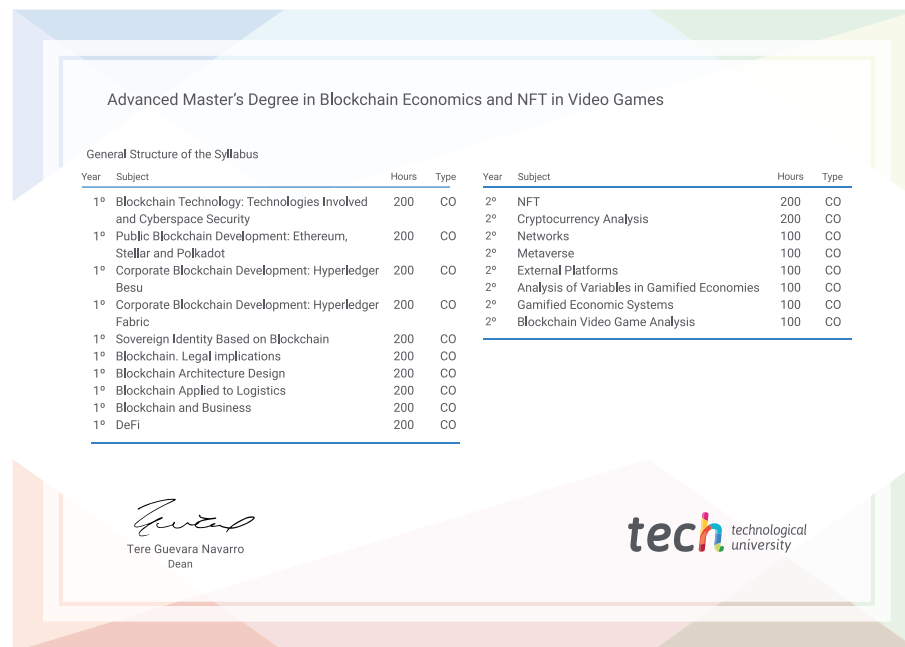 Advanced Master's Degree in Blockchain Economics and NFT in Video Games
General Structure of the Syllabus
Year Subject Hours Type
1º Blockchain Technology: Technologies Involved 200 CO
and Cyberspace Security
1º Public Blockchain Development: Ethereum, 200 CO
Stellar and Polkadot
1º Corporate Blockchain Development: Hyperledger 200 CO
Besu
1º Corporate Blockchain Development: Hyperledger 200 CO
Fabric
1º Sovereign Identity Based on Blockchain 200 CO
1º Blockchain. Legal implications 200 CO
1º Blockchain Architecture Design 200 CO
1º Blockchain Applied to Logistics 200 CO
1º Blockchain and Business 200 CO
1º DeFi 200 CO
Year Subject Hours Type
2º NFT 200 CO
2º Cryptocurrency Analysis 200 CO
2º Networks 100 CO
2º Metaverse 100 CO
2º External Platforms 100 CO
2º Analysis of Variables in Gamified Economies 100 CO
2º Gamified Economic Systems 100 CO
2º Blockchain Video Game Analysis 100 CO
Tere Guevara Navarro
Dean
tech technological
university